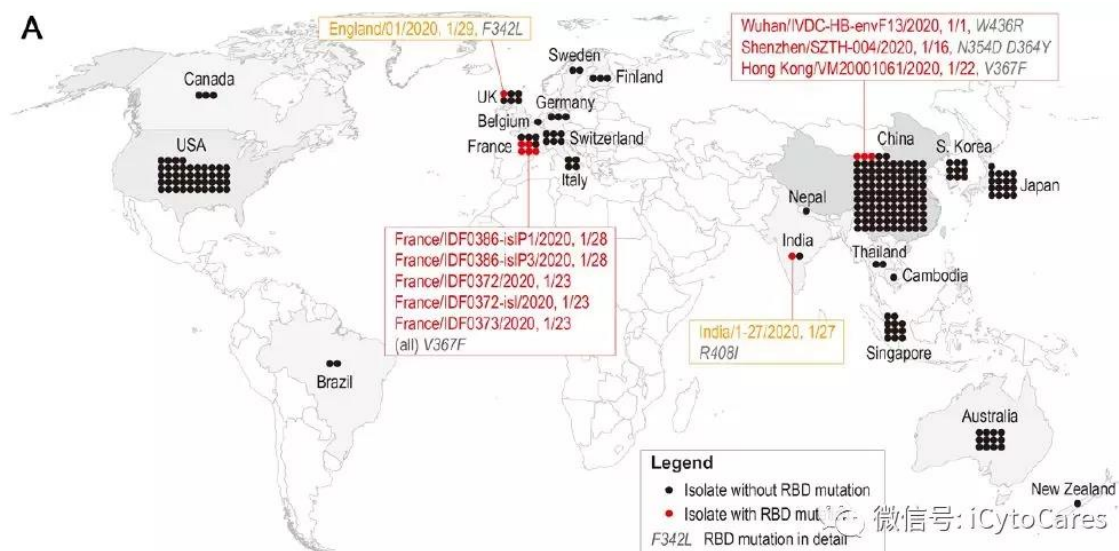 A
England/01/2020, 1/29, F342L
Wuhan/IVDC-HB-envF13/2020, 1/1, W436R
Shenzhen/SZTH-004/2020, 1/16, N354D D364Y
Hong Kong/VM20001061/2020, 1/22, V367F
Canada
Sweden
Finland
UK
Germany
Belgium
USA
France
Switzerland
Italy
China
S. Korea
Japan
Nepal
India
Thailand
Cambodia
France/IDF0386-islP1/2020, 1/28
France/IDF0386-islP3/2020, 1/28
France/IDF0372/2020, 1/23
France/IDF0372-isl/2020, 1/23
France/IDF0373/2020, 1/23
(all) V367F
India/1-27/2020, 1/27
R408I
Singapore
Brazil
Australia
New Zealand
Legend
Isolate without RBD mutation
Isolate with RBD mut
F342L RBD mutation in detail
微信号: iCytoCares